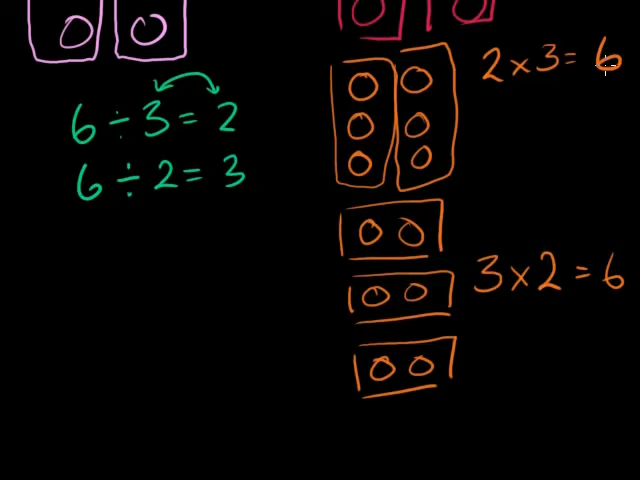 6 ÷ 3 = 2
6 ÷ 2 = 3
2 × 3 = 6
3 × 2 = 6